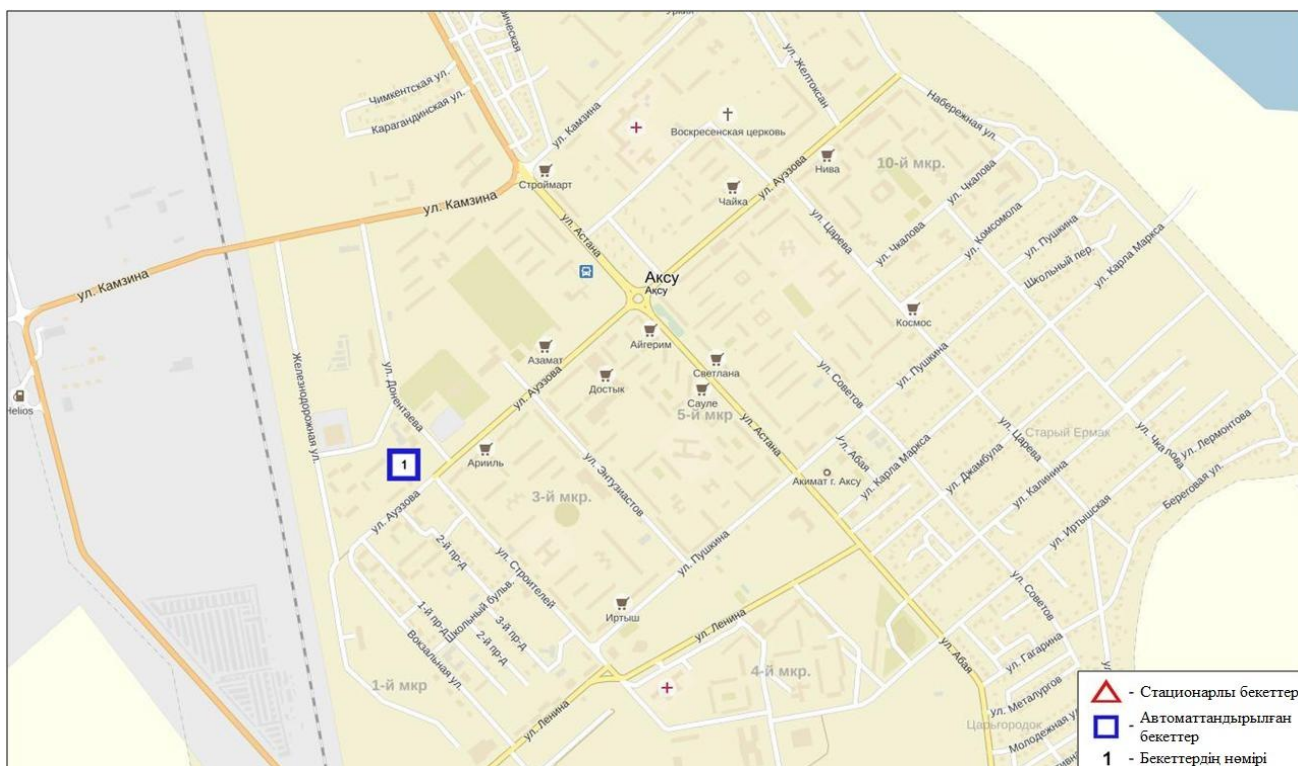 Чимкентская ул.
Карагандинская ул.
ул. Камзина
ул. Желтоксан
Набережная ул.
Воскресенская церковь
Строймарт
Нива
10-й мкр.
Чайка
ул. Ауэзова
ул. Чкалова
ул. Камзина
ул. Астана
ул. Царева
ул. Чкалова
ул. Комсомола
ул. Пушкина
Школьный пер.
ул. Карла Маркса
ул. Камзина
Аксу
Ақсу
Космос
Азамат
Айгерим
Светлана
Достык
Сауле
5-й мкр
Helios
Железнодорожная ул.
ул. Донентаева
ул. Ауэзова
ул. Астана
ул. Советов
ул. Пушкина
Старый Ермак
ул. Лермонтова
ул. Чкалова
Береговая ул.
1
Арииль
3-й мкр.
ул. Энтузиастов
ул. Абая
Акимат г. Аксу
ул. Карла Маркса
ул. Джамбула
ул. Царева
ул. Калинина
ул. Иртышская
ул. Ауэзова
2-й пр-д
ул. Строителей
ул. Пушкина
Школьный бульв.
1-й пр-д
3-й пр-д
2-й пр-д
Вокзальная ул.
Иртыш
ул. Ленина
ул. Советов
1-й мкр
4-й мкр.
ул. Абая
ул. Гагарина
ул. Ленина
ул. Металургов
Царьгородок
Молодежная ул.
- Стационарлы бекеттер
- Автоматтандырылған
бекеттер
1 - Бекеттердің нөмірі